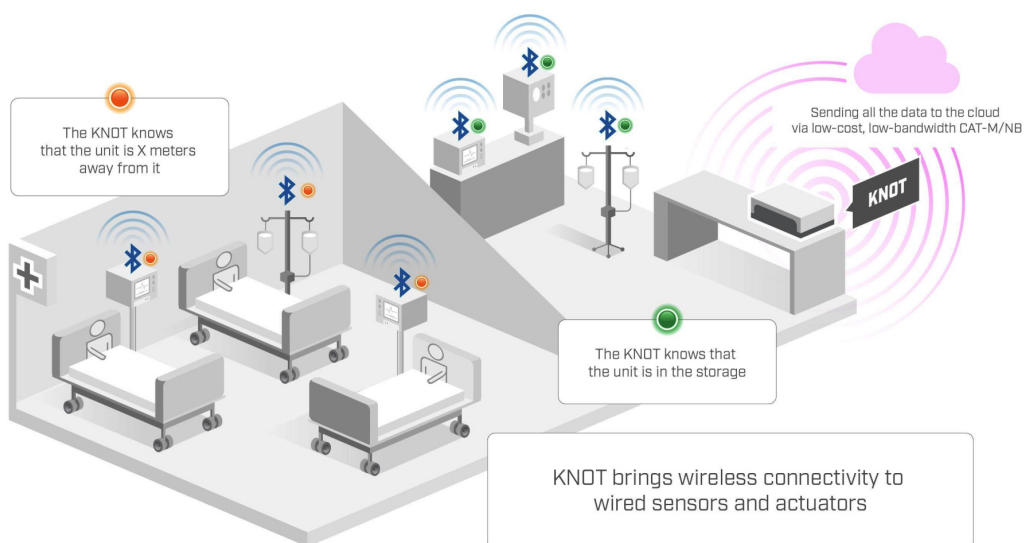 The KNOT knows
that the unit is X meters
away from it
Sending all the data to the cloud
via low-cost, low-bandwidth CAT-M/NB
KNOT
The KNOT knows that
the unit is in the storage
KNOT brings wireless connectivity to
wired sensors and actuators